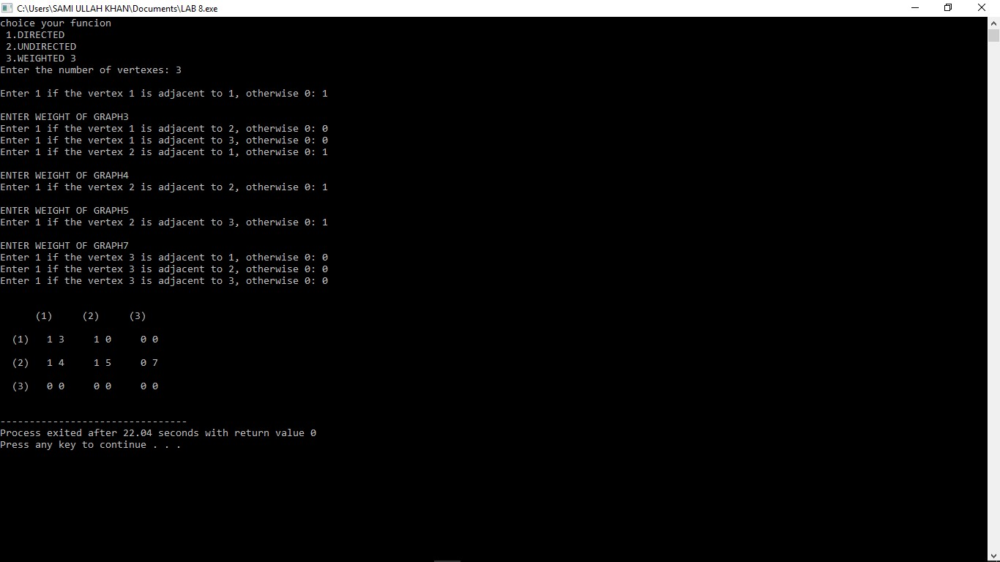 C:\Users\SAMI ULLAH KHAN\Documents\LAB 8.exe
choice your funcion
1.DIRECTED
2.UNDIRECTED
3.WEIGHTED 3
Enter the number of vertexes: 3
Enter 1 if the vertex 1 is adjacent to 1, otherwise 0: 1
ENTER WEIGHT OF GRAPH3
Enter 1 if the vertex 1 is adjacent to 2, otherwise 0: 0
Enter 1 if the vertex 1 is adjacent to 3, otherwise 0: 0
Enter 1 if the vertex 2 is adjacent to 1, otherwise 0: 1
ENTER WEIGHT OF GRAPH4
Enter 1 if the vertex 2 is adjacent to 2, otherwise 0: 1
ENTER WEIGHT OF GRAPH5
Enter 1 if the vertex 2 is adjacent to 3, otherwise 0: 1
ENTER WEIGHT OF GRAPH7
Enter 1 if the vertex 3 is adjacent to 1, otherwise 0: 0
Enter 1 if the vertex 3 is adjacent to 2, otherwise 0: 0
Enter 1 if the vertex 3 is adjacent to 3, otherwise 0: 0
(1) (2) (3)
(1) 1 3 1 0 0 0
(2) 1 4 1 5 0 7
(3) 0 0 0 0 0 0
--------------------------------
Process exited after 22.04 seconds with return value 0
Press any key to continue . . .